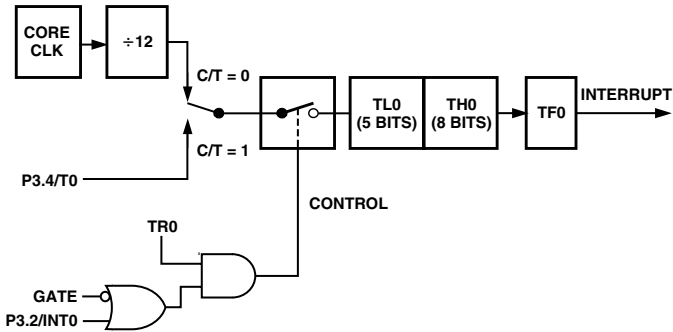 CORE
CLK
÷12
C/T = 0
C/T = 1
P3.4/T0
TL0
(5 BITS)
TH0
(8 BITS)
TF0
INTERRUPT
CONTROL
TR0
GATE
P3.2/INT0